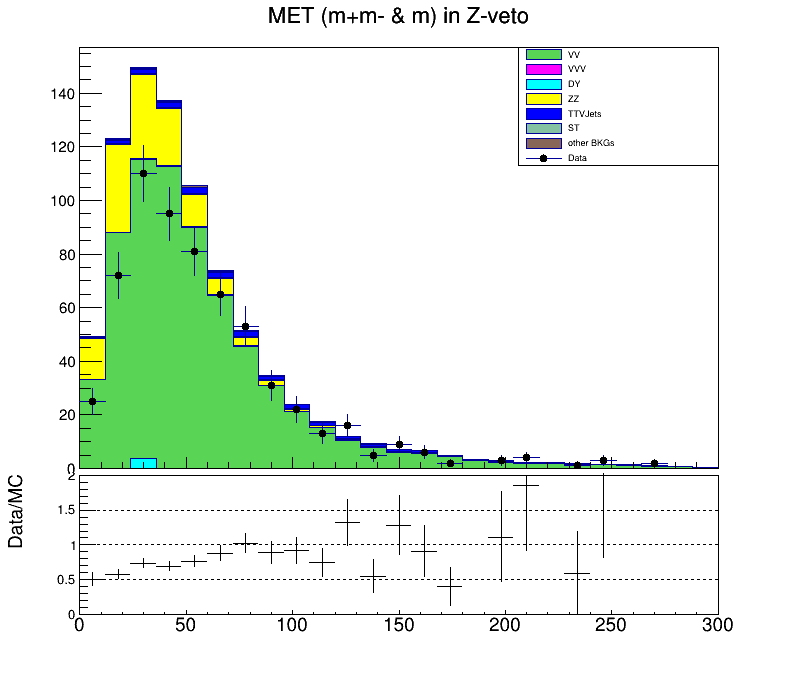 MET (m+m- & m) in Z-veto
VV
VVV
DY
ZZ
TTVJets
ST
other BKGs
Data
140
120
100
80
60
40
20
0
Data/MC
2
1.5
1
0.5
0
0 50 100 150 200 250 300